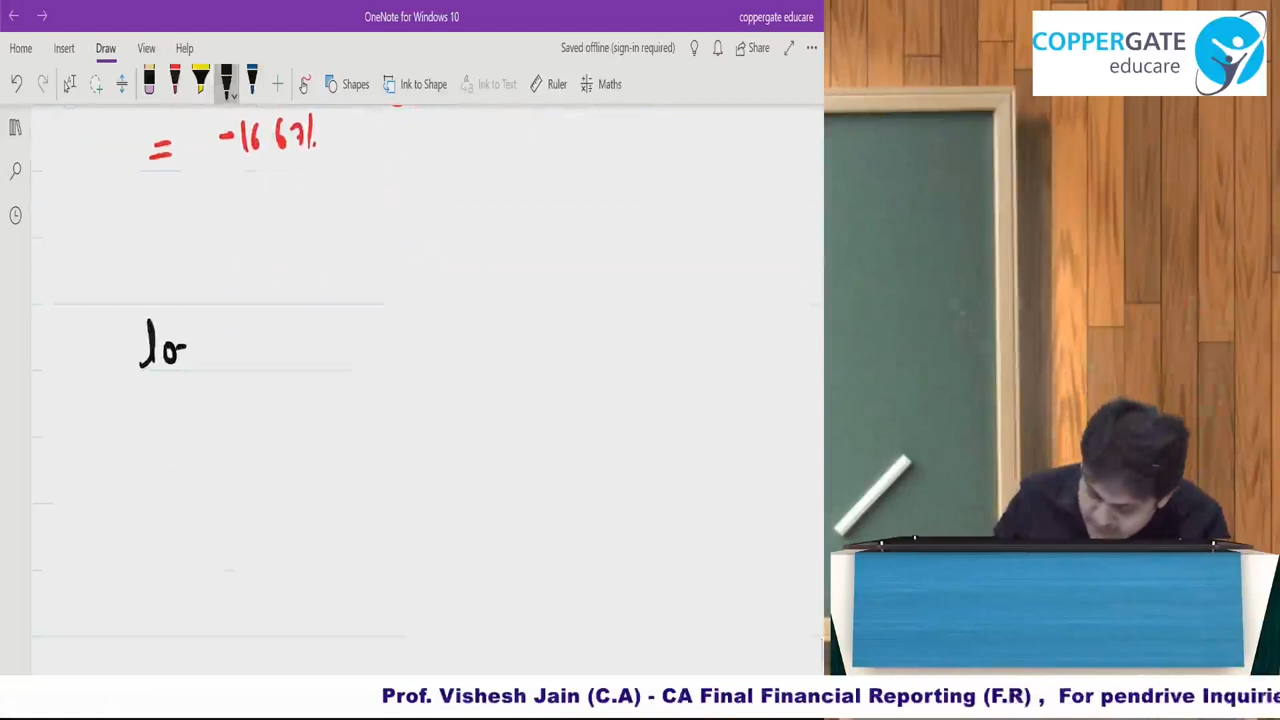 OneNote for Windows 10
coppergate educare
Home Insert Draw View Help
Saved offline (sign-in required)
Share
Shapes
Ink to Shape
Ink to Text
Ruler
Maths
= -16 67%
lo
COPPERGATE
educare
Prof. Vishesh Jain (C.A) - CA Final Financial Reporting (F.R) , For pendrive Inquirie